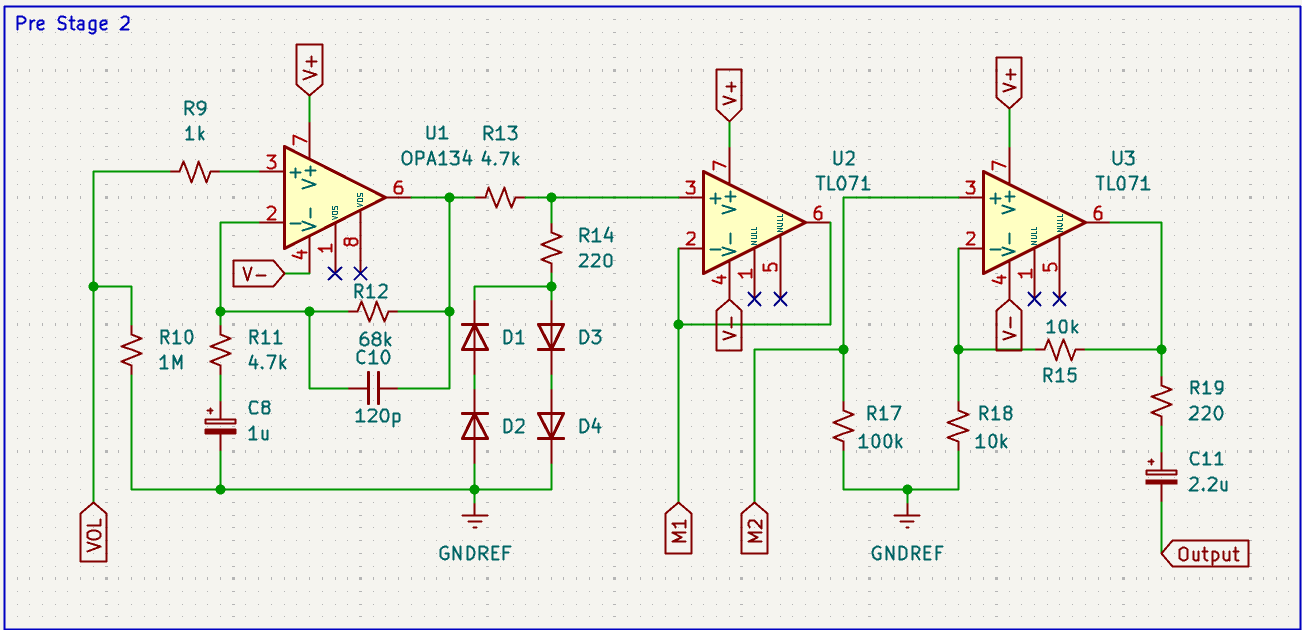 Pre Stage 2
V+
V+
V+
R9
1k
7
U1
OPA134
R13
4.7k
3
+
V+
6
2
−
V−
VOS
VOS
4
1
8
V−
R14
220
7
U2
TL071
3
+
V+
6
2
−
V−
NULL
NULL
4
1
5
V−
7
U3
TL071
3
+
V+
6
2
−
V−
NULL
NULL
4
1
5
V−
R12
68k
C10
120p
R10
1M
R11
4.7k
D1
D3
10k
R15
C8
1u
D2
D4
R17
100k
R18
10k
R19
220
+
C11
2.2u
+
VOL
GNDREF
M1
M2
GNDREF
Output